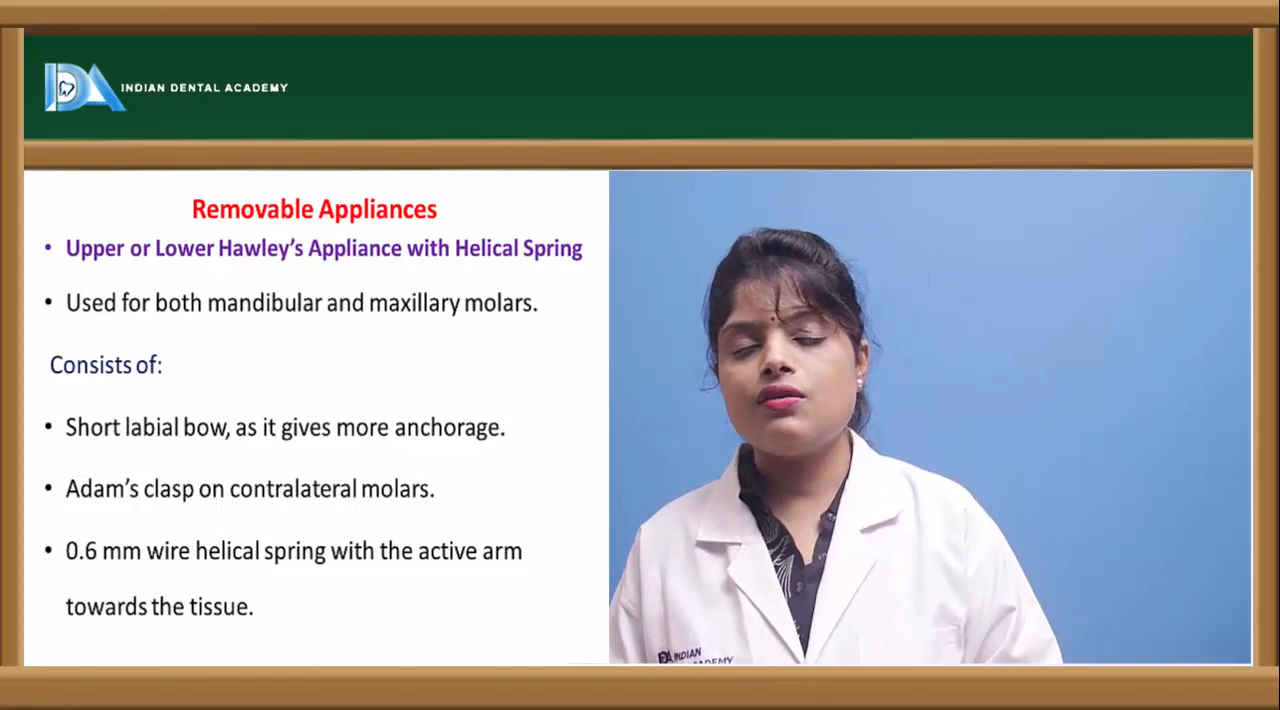 INDIAN DENTAL ACADEMY
Removable Appliances
• Upper or Lower Hawley's Appliance with Helical Spring
• Used for both mandibular and maxillary molars.
Consists of:
• Short labial bow, as it gives more anchorage.
• Adam's clasp on contralateral molars.
• 0.6 mm wire helical spring with the active arm
towards the tissue.
INDIAN